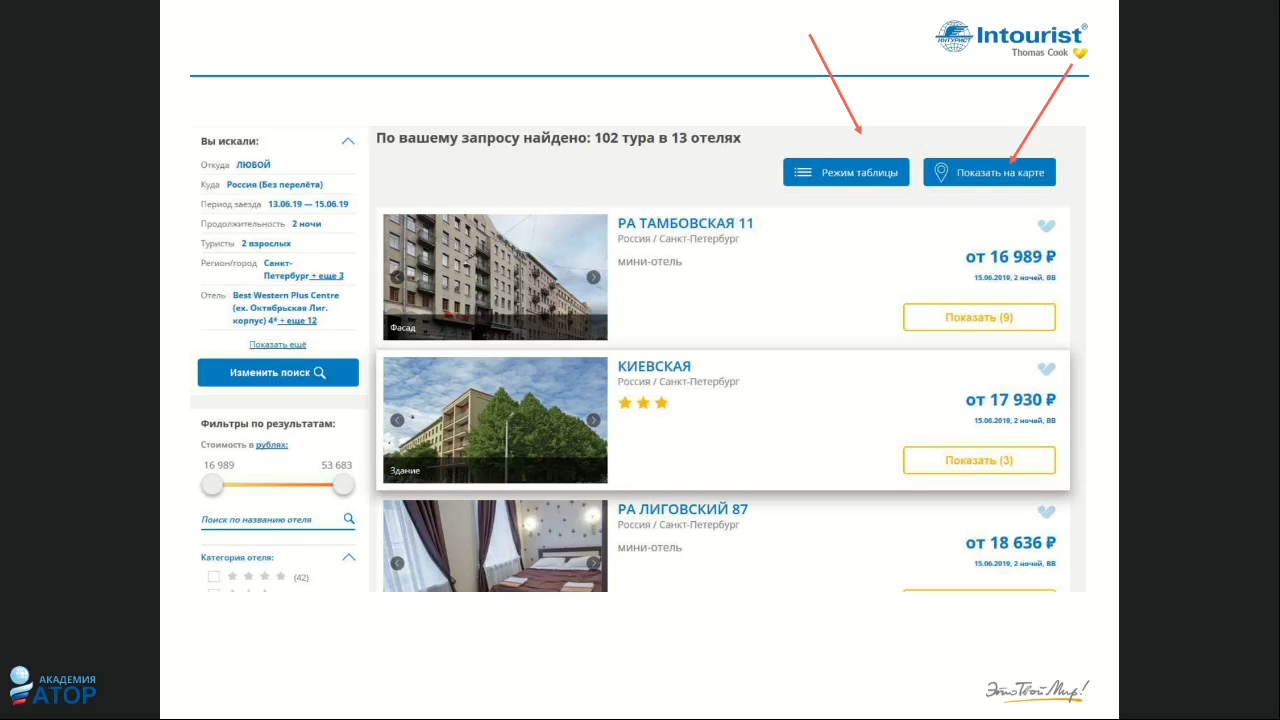 Intourist®
ИНТУРИСТ
Thomas Cook
Вы искали:
Откуда ЛЮБОЙ
Куда Россия (Без перелёта)
Период заезда 13.06.19 — 15.06.19
Продолжительность 2 ночи
Туристы 2 взрослых
Регион/город Санкт-
Петербург + еще 3
Отель Best Western Plus Centre
(ex. Октябрьская Лиг.
корпус) 4* + еще 12
Показать ещё
Изменить поиск
Фильтры по результатам:
Стоимость в рублях:
16 989 53 683
Поиск по названию отеля
Категория отеля:
(42)
По вашему запросу найдено: 102 тура в 13 отелях
Режим таблицы
Показать на карте
РА ТАМБОВСКАЯ 11
Россия / Санкт-Петербург
мини-отель
Фасад
от 16 989 ₽
15.06.2019, 2 ночей, BB
Показать (9)
КИЕВСКАЯ
Россия / Санкт-Петербург
Здание
от 17 930 ₽
15.06.2019, 2 ночей, BB
Показать (3)
РА ЛИГОВСКИЙ 87
Россия / Санкт-Петербург
мини-отель
от 18 636 ₽
15.06.2019, 2 ночей, BB
АКАДЕМИЯ
АТОР
Это Твой Мир!